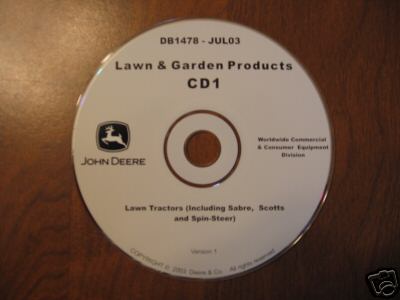 DB1478 - JUL03
Lawn & Garden Products
CD1
JOHN DEERE
Worldwide Commercial
& Consumer Equipment
Division
Lawn Tractors (Including Sabre, Scotts
and Spin-Steer)
Version 1
COPYRIGHT © 2003 Deere & Co. All rights reserved